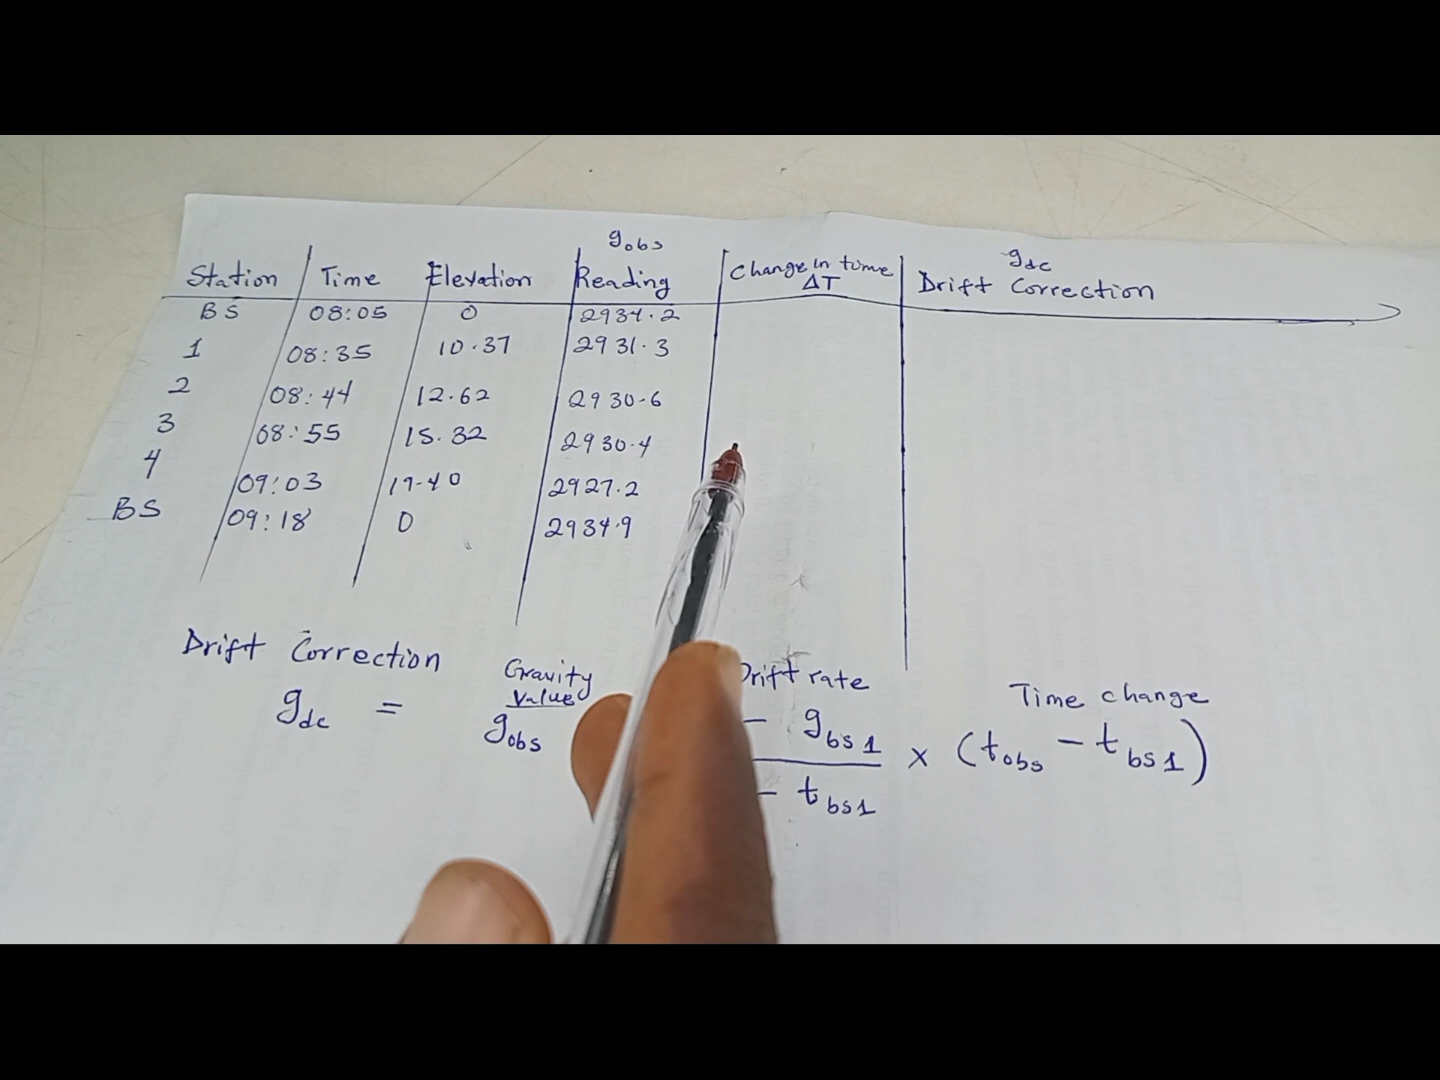 gobs
gdc
Station Time Elevation Reading Change in time Drift Correction
ΔT
BS 08:05 0 2934.2
1 08:35 10.37 2931.3
2 08:44 12.62 2930.6
3 08:55 15.32 2930.4
4 09:03 19.40 2927.2
BS 09:18 0 2934.9
Drift Correction Gravity Value Drift rate Time change
gdc = gobs - gbs1 × (tobs - tbs1)
- tbs1